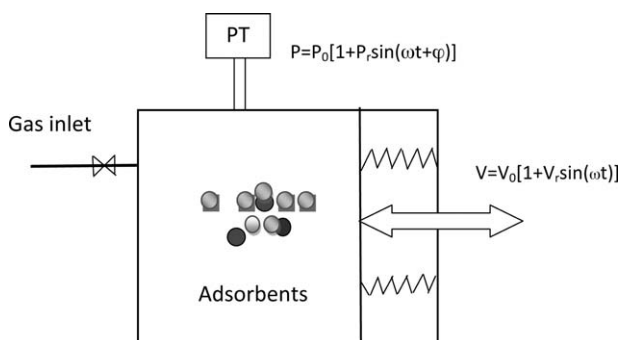 PT
P=P₀[1+Pᵣsin(ωt+φ)]
Gas inlet
V=V₀[1+Vᵣsin(ωt)]
Adsorbents